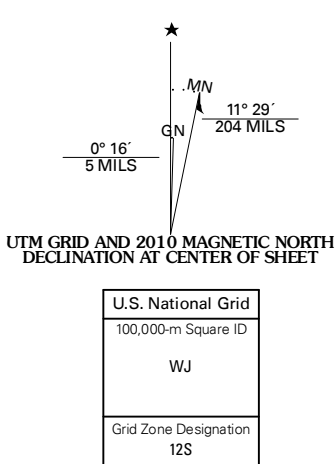 ★
MN
GN
11° 29´
204 MILS
0° 16´
5 MILS
UTM GRID AND 2010 MAGNETIC NORTH
DECLINATION AT CENTER OF SHEET
U.S. National Grid
100,000-m Square ID
WJ
Grid Zone Designation
12S